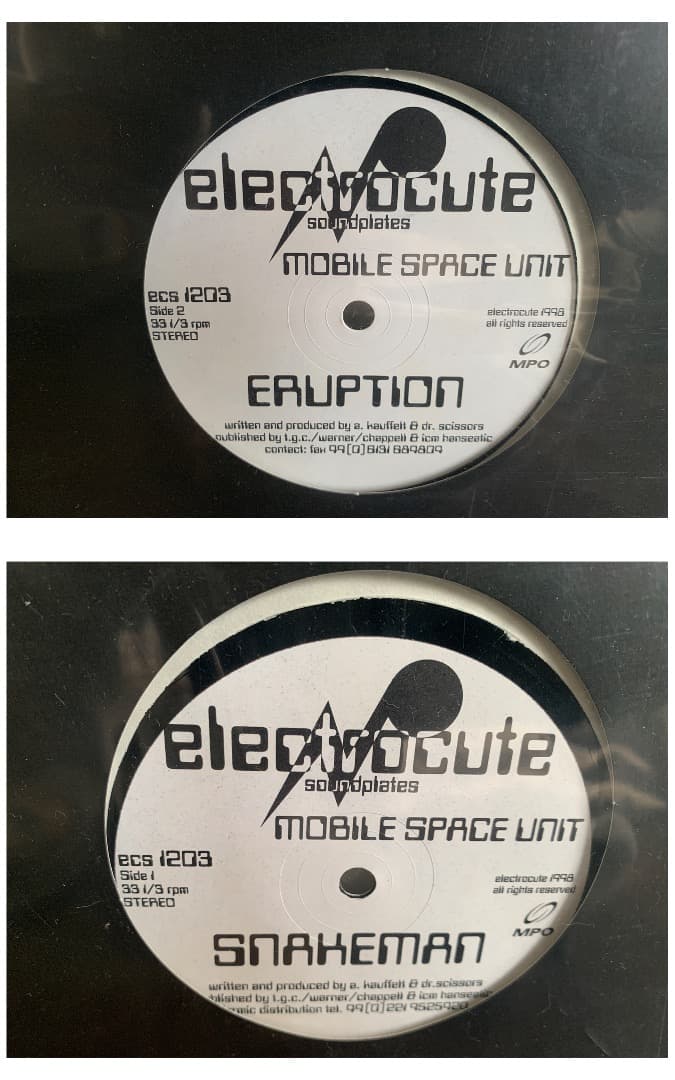 electrocute
soundplates
MOBILE SPACE UNIT
ecs 1203
Side 2
33 1/3 rpm
STEREO
electrocute 1998
all rights reserved
MPO
ERUPTION
written and produced by a. kauffelt & dr. scissors
published by t.g.c./warner/chappell & icm hanseatic
contact: fax 49 (0) 6131 689809
electrocute
soundplates
MOBILE SPACE UNIT
ecs 1203
Side 1
33 1/3 rpm
STEREO
electrocute 1998
all rights reserved
MPO
SNAKEMAN
written and produced by a. kauffelt & dr.scissors
published by t.g.c./warner/chappell & icm hanseatic
distribution tel. 49 (0) 221 9525920